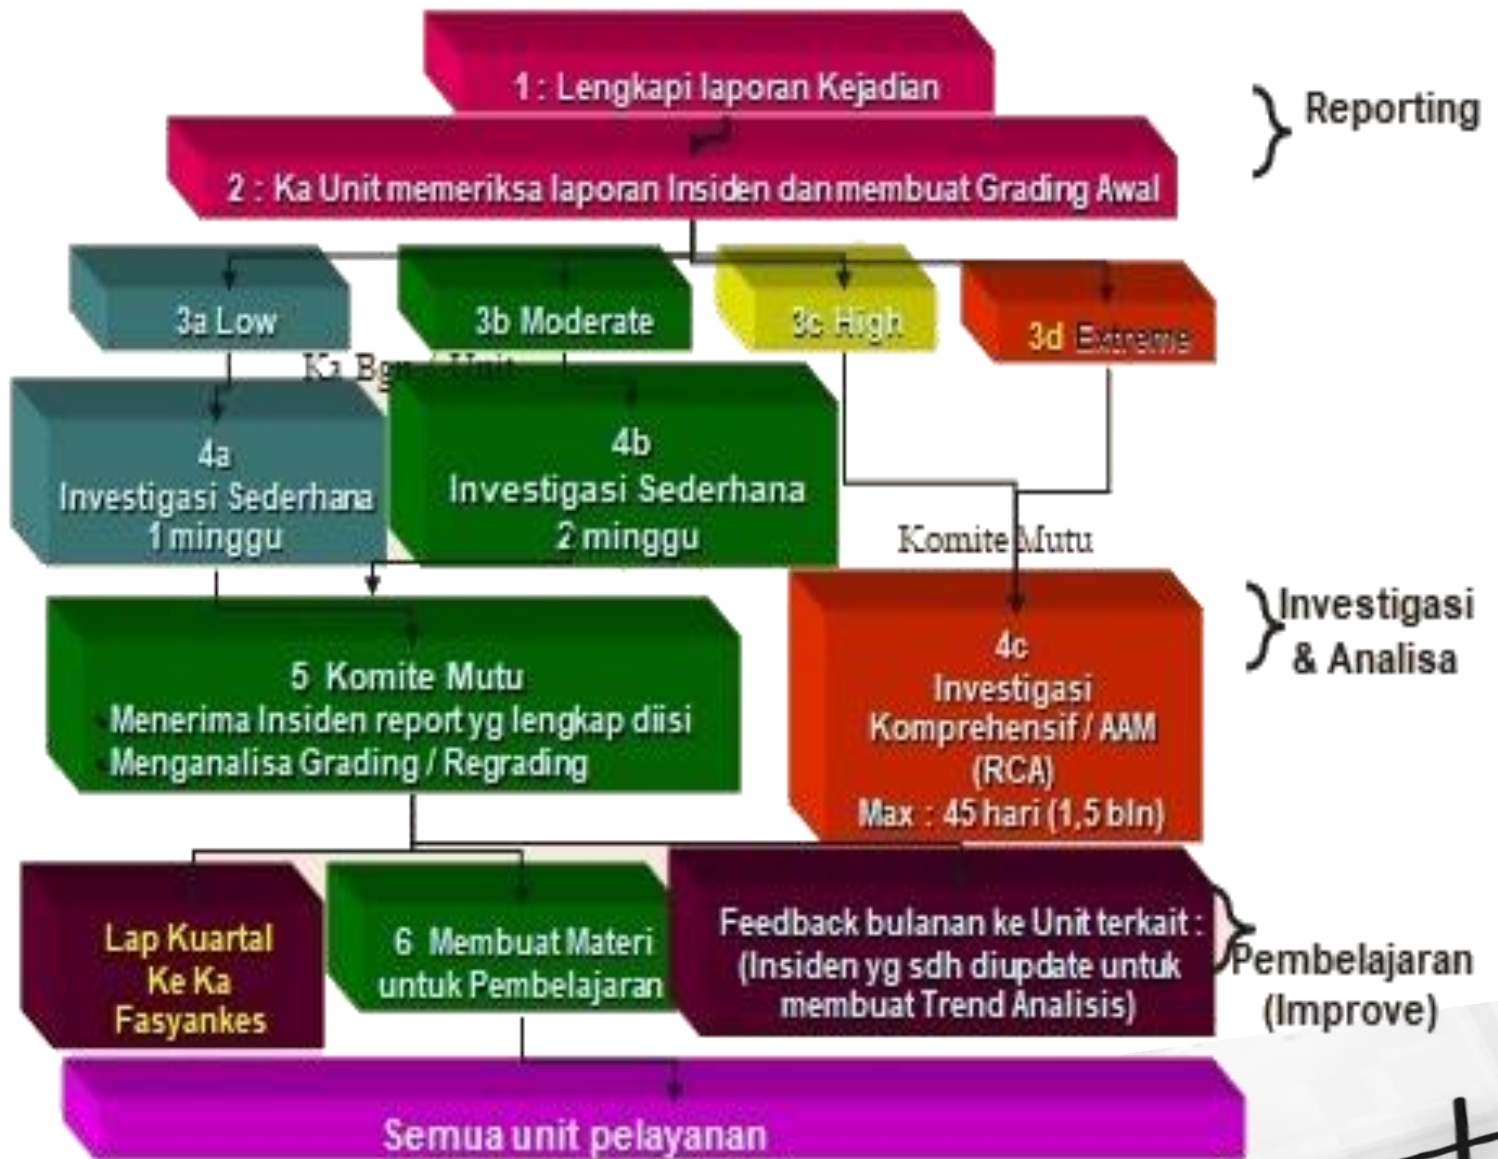 1 : Lengkapi laporan Kejadian
Reporting
2 : Ka Unit memeriksa laporan Insiden dan membuat Grading Awal
3a Low
3b Moderate
3c High
3d Extreme
Ka Bgn / Unit
4a
Investigasi Sederhana
1 minggu
4b
Investigasi Sederhana
2 minggu
Komite Mutu
Investigasi
& Analisa
5 Komite Mutu
Menerima Insiden report yg lengkap diisi
Menganalisa Grading / Regrading
4c
Investigasi
Komprehensif / AAM
(RCA)
Max : 45 hari (1,5 bln)
Lap Kuartal
Ke Ka
Fasyankes
6 Membuat Materi
untuk Pembelajaran
Feedback bulanan ke Unit terkait :
(Insiden yg sdh diupdate untuk
membuat Trend Analisis)
Pembelajaran
(Improve)
Semua unit pelayanan